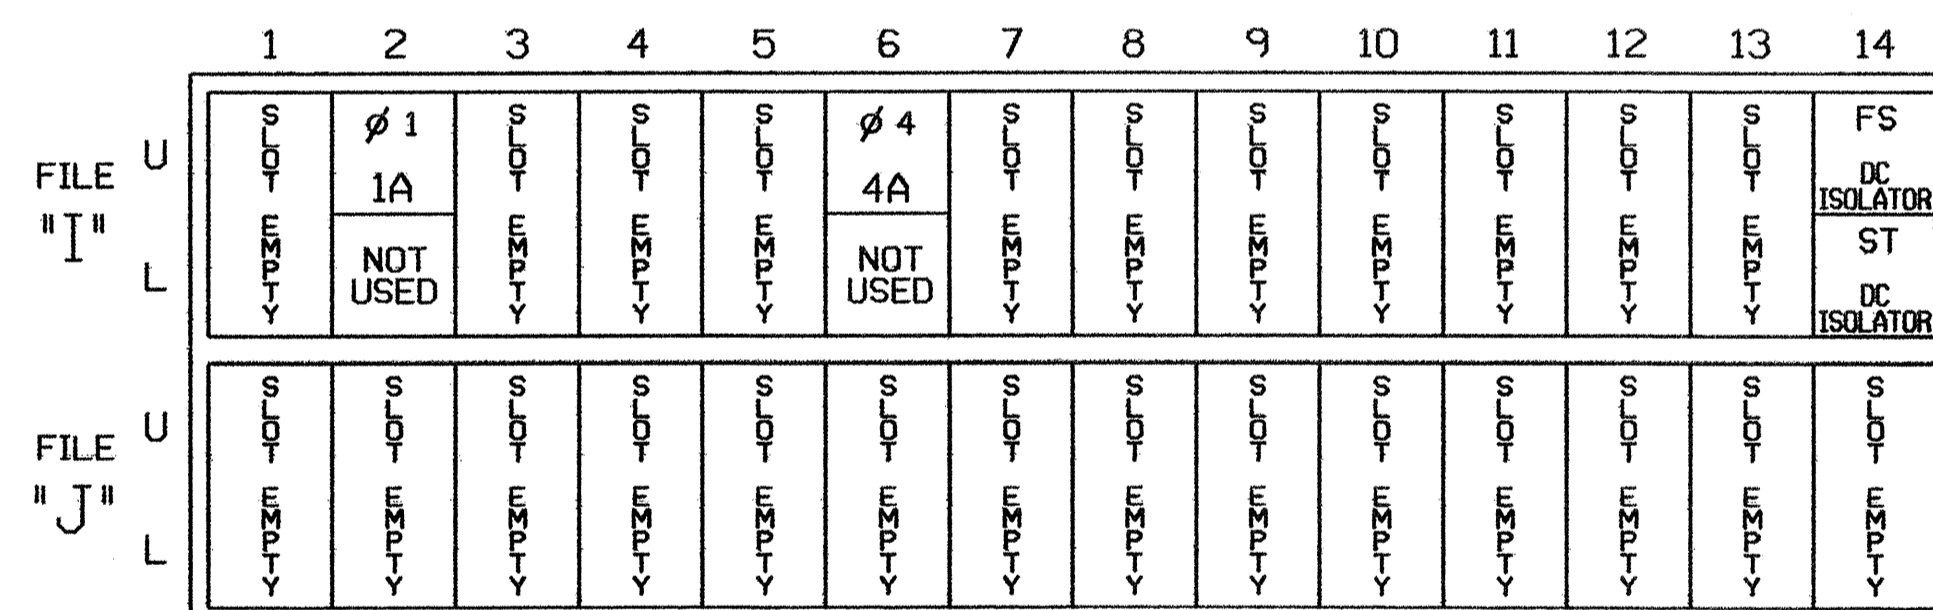 1 2 3 4 5 6 7 8 9 10 11 12 13 14
FILE "I"
U
L
SLOT EMPTY
Ø 1
1A
NOT
USED
SLOT EMPTY
SLOT EMPTY
SLOT EMPTY
Ø 4
4A
NOT
USED
SLOT EMPTY
SLOT EMPTY
SLOT EMPTY
SLOT EMPTY
SLOT EMPTY
SLOT EMPTY
SLOT EMPTY
FS
DC
ISOLATOR
ST
DC
ISOLATOR
FILE "J"
U
L
SLOT EMPTY
SLOT EMPTY
SLOT EMPTY
SLOT EMPTY
SLOT EMPTY
SLOT EMPTY
SLOT EMPTY
SLOT EMPTY
SLOT EMPTY
SLOT EMPTY
SLOT EMPTY
SLOT EMPTY
SLOT EMPTY
SLOT EMPTY